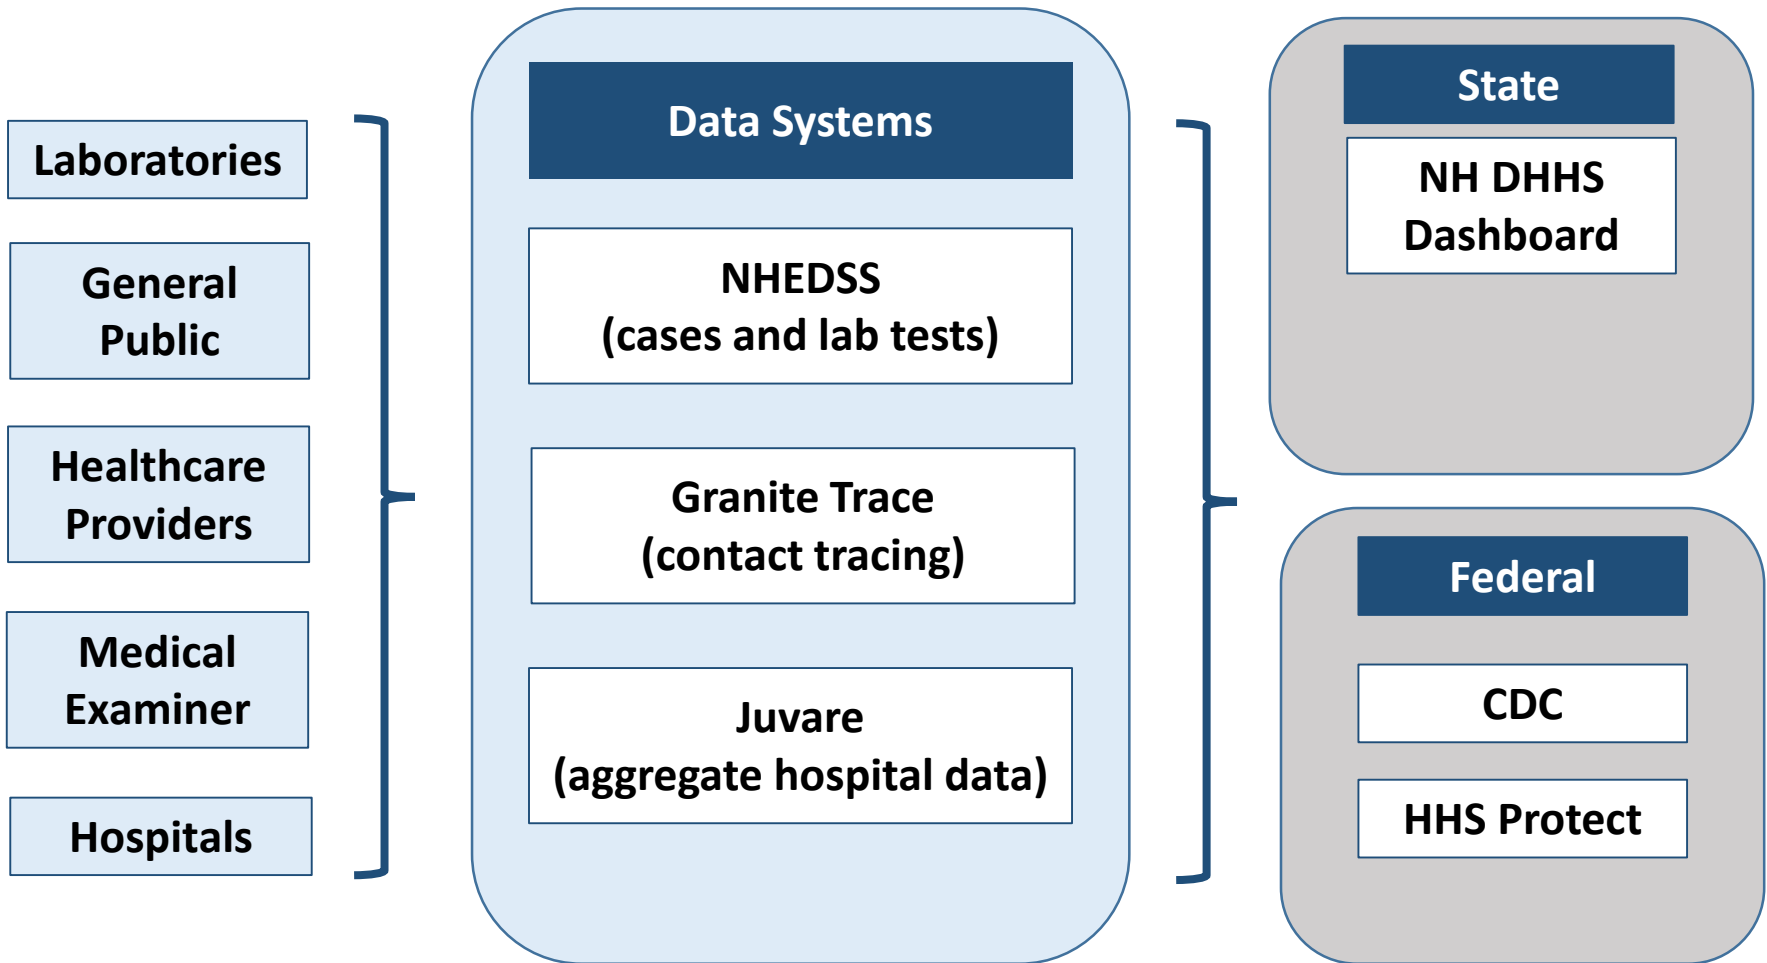 Laboratories
General
Public
Healthcare
Providers
Medical
Examiner
Hospitals
Data Systems
NHEDSS
(cases and lab tests)
Granite Trace
(contact tracing)
Juvare
(aggregate hospital data)
State
NH DHHS
Dashboard
Federal
CDC
HHS Protect